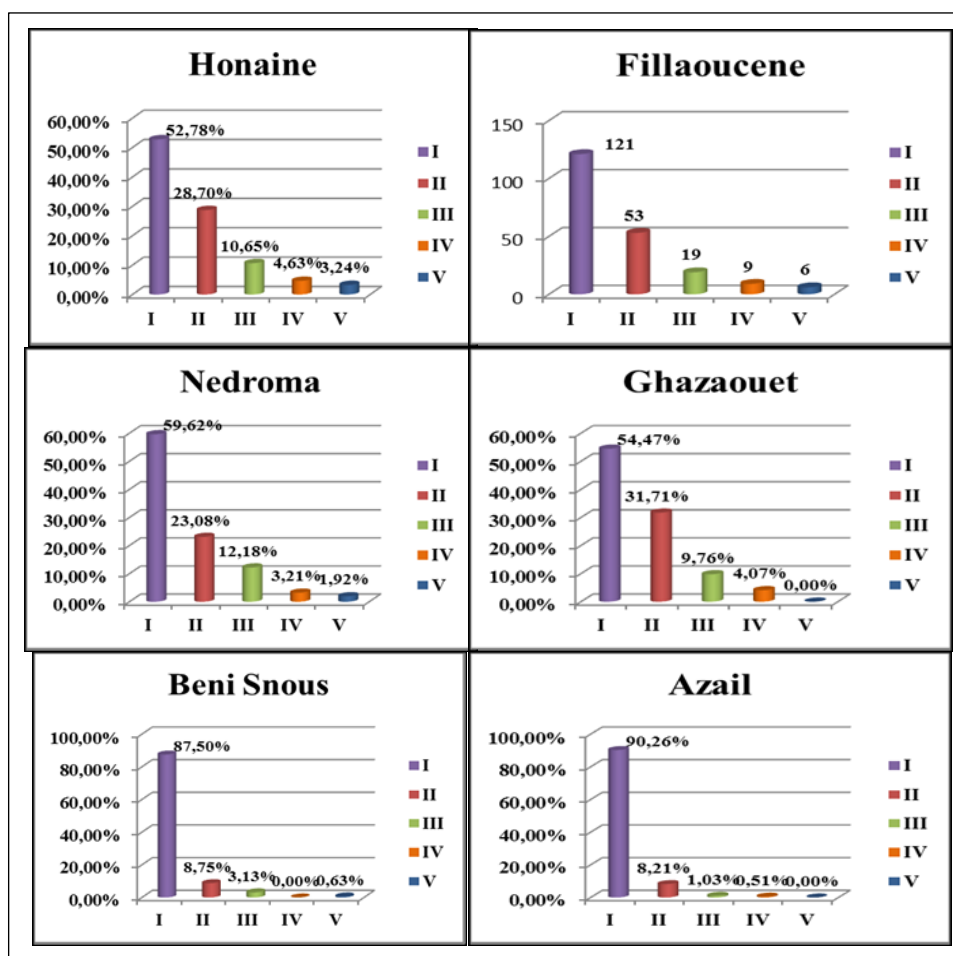 Honaine
60,00%
50,00%
40,00%
30,00%
20,00%
10,00%
0,00%
52,78%
28,70%
10,65%
4,63%
3,24%
I
II
III
IV
V
I
II
III
IV
V
Fillaoucene
150
100
50
0
121
53
19
9
6
I
II
III
IV
V
I
II
III
IV
V
Nedroma
60,00%
50,00%
40,00%
30,00%
20,00%
10,00%
0,00%
59,62%
23,08%
12,18%
3,21%
1,92%
I
II
III
IV
V
I
II
III
IV
V
Ghazaouet
60,00%
50,00%
40,00%
30,00%
20,00%
10,00%
0,00%
54,47%
31,71%
9,76%
4,07%
0,00%
I
II
III
IV
V
I
II
III
IV
V
Beni Snous
100,00%
80,00%
60,00%
40,00%
20,00%
0,00%
87,50%
8,75%
3,13%
0,00%
0,63%
I
II
III
IV
V
I
II
III
IV
V
Azail
100,00%
80,00%
60,00%
40,00%
20,00%
0,00%
90,26%
8,21%
1,03%
0,51%
0,00%
I
II
III
IV
V
I
II
III
IV
V